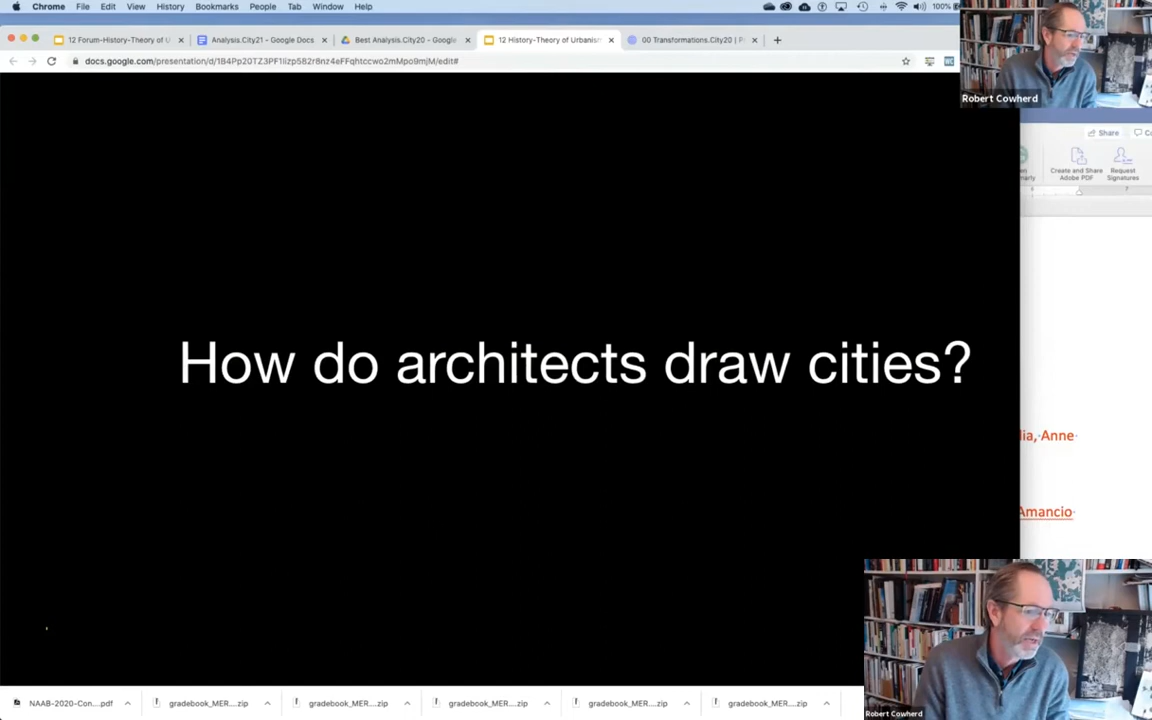 Chrome File Edit View History Bookmarks People Tab Window Help 100%
12 Forum-History-Theory of U
Analysis.City21 - Google Docs
Best Analysis.City20 - Google
12 History-Theory of Urbanism
00 Transformations.City20 | P
docs.google.com/presentation/d/1B4Pp20TZ3PF1lizp582r8nz4eFFqhtccwo2mMpo9mjM/edit#
Robert Cowherd
Share
Create and Share
Adobe PDF
Request
Signatures
How do architects draw cities?
lia, Anne
Amancio
NAAB-2020-Con....pdf
gradebook_MER....zip
gradebook_MER....zip
gradebook_MER....zip
gradebook_MER....zip
gradebook_MER....zip
Robert Cowherd